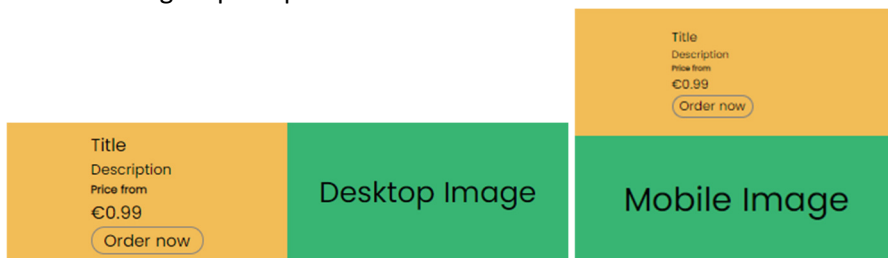 Title
Description
Price from
€0.99
Order now
Desktop Image
Title
Description
Price from
€0.99
Order now
Mobile Image